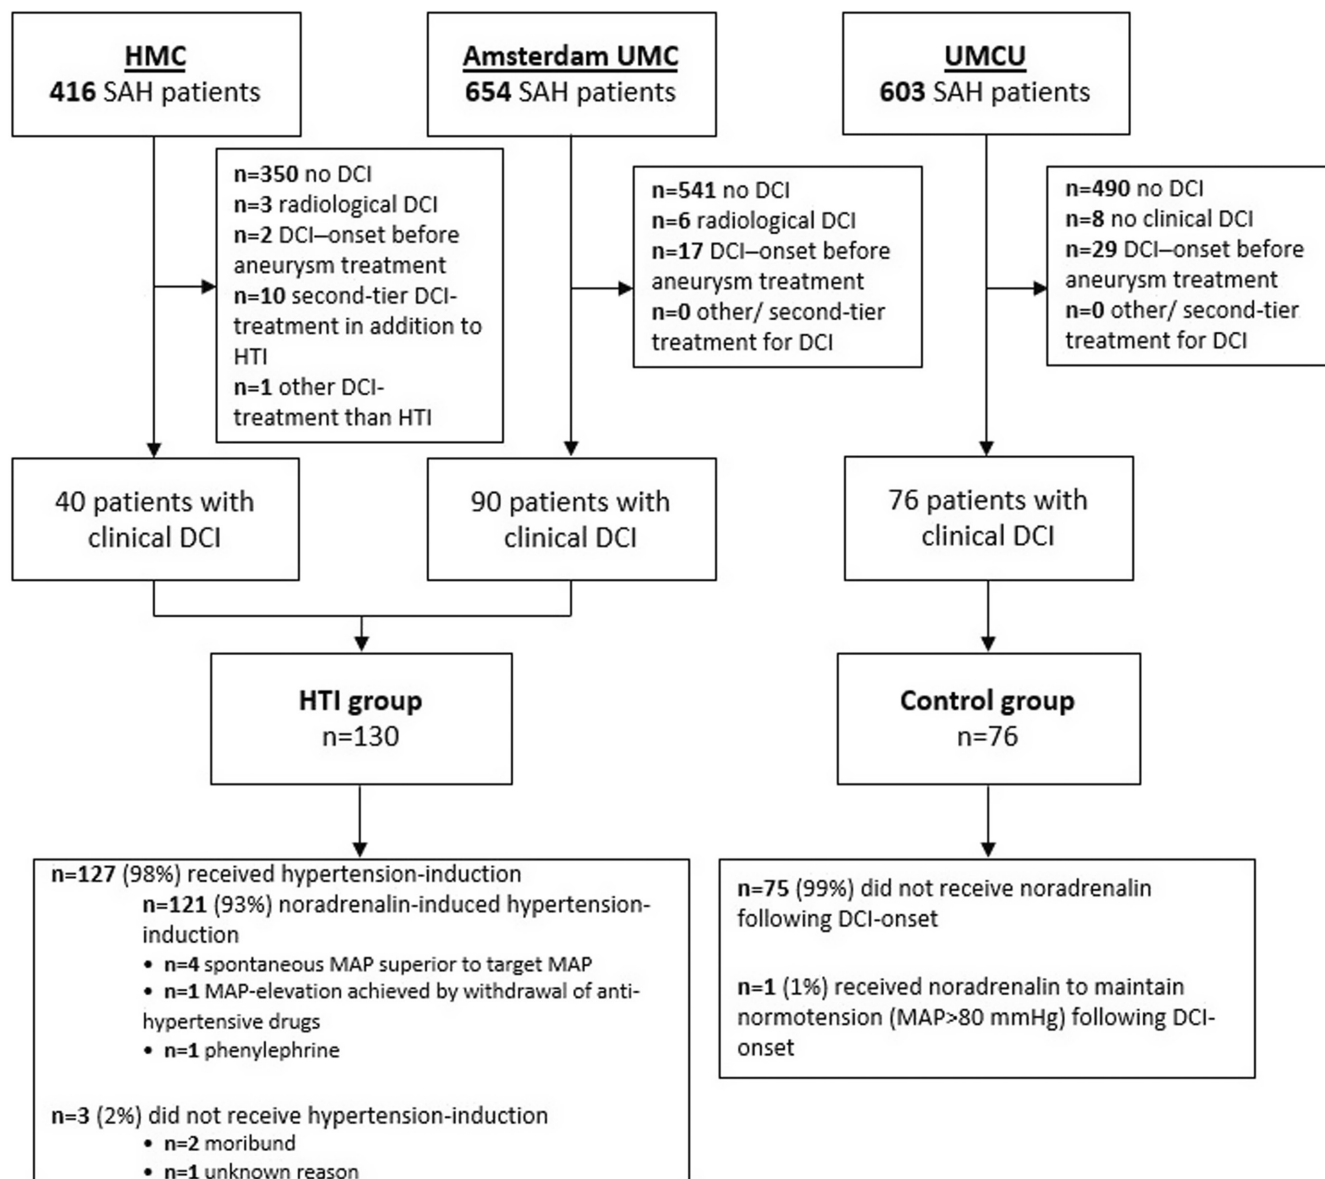 HMC
416 SAH patients
Amsterdam UMC
654 SAH patients
UMCU
603 SAH patients
n=350 no DCI
n=3 radiological DCI
n=2 DCI–onset before
aneurysm treatment
n=10 second-tier DCI-
treatment in addition to
HTI
n=1 other DCI-
treatment than HTI
n=541 no DCI
n=6 radiological DCI
n=17 DCI–onset before
aneurysm treatment
n=0 other/ second-tier
treatment for DCI
n=490 no DCI
n=8 no clinical DCI
n=29 DCI–onset before
aneurysm treatment
n=0 other/ second-tier
treatment for DCI
40 patients with
clinical DCI
90 patients with
clinical DCI
76 patients with
clinical DCI
HTI group
n=130
Control group
n=76
n=127 (98%) received hypertension-induction
n=121 (93%) noradrenalin-induced hypertension-
induction
• n=4 spontaneous MAP superior to target MAP
• n=1 MAP-elevation achieved by withdrawal of anti-
hypertensive drugs
• n=1 phenylephrine
n=3 (2%) did not receive hypertension-induction
• n=2 moribund
• n=1 unknown reason
n=75 (99%) did not receive noradrenalin
following DCI-onset
n=1 (1%) received noradrenalin to maintain
normotension (MAP>80 mmHg) following DCI-
onset